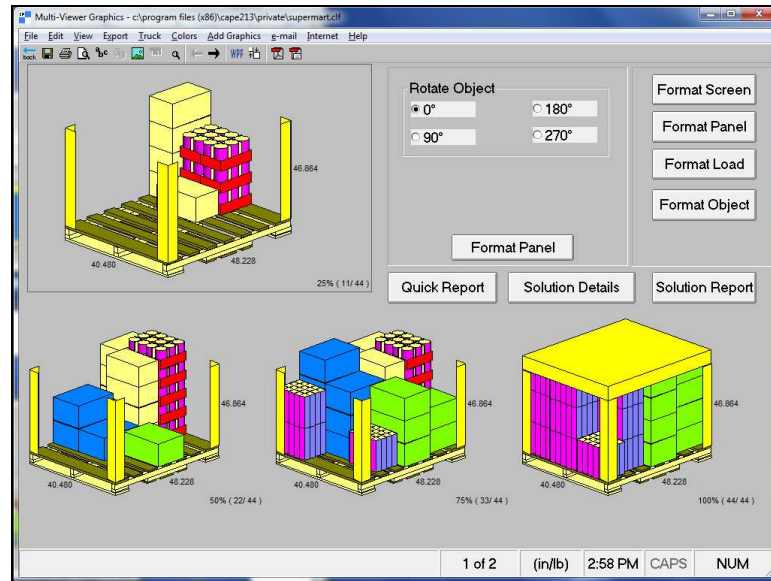 Multi-Viewer Graphics - c:\program files (x86)\cape213\private\supermart.clf
File Edit View Export Truck Colors Add Graphics e-mail Internet Help
back WPP
46.864
40.480
48.228
25% ( 11/ 44 )
Rotate Object
0°
180°
90°
270°
Format Panel
Format Screen
Format Panel
Format Load
Format Object
Quick Report
Solution Details
Solution Report
46.864
40.480
48.228
50% ( 22/ 44 )
46.864
40.480
48.228
75% ( 33/ 44 )
46.864
40.480
48.228
100% ( 44/ 44 )
1 of 2 (in/lb) 2:58 PM CAPS NUM